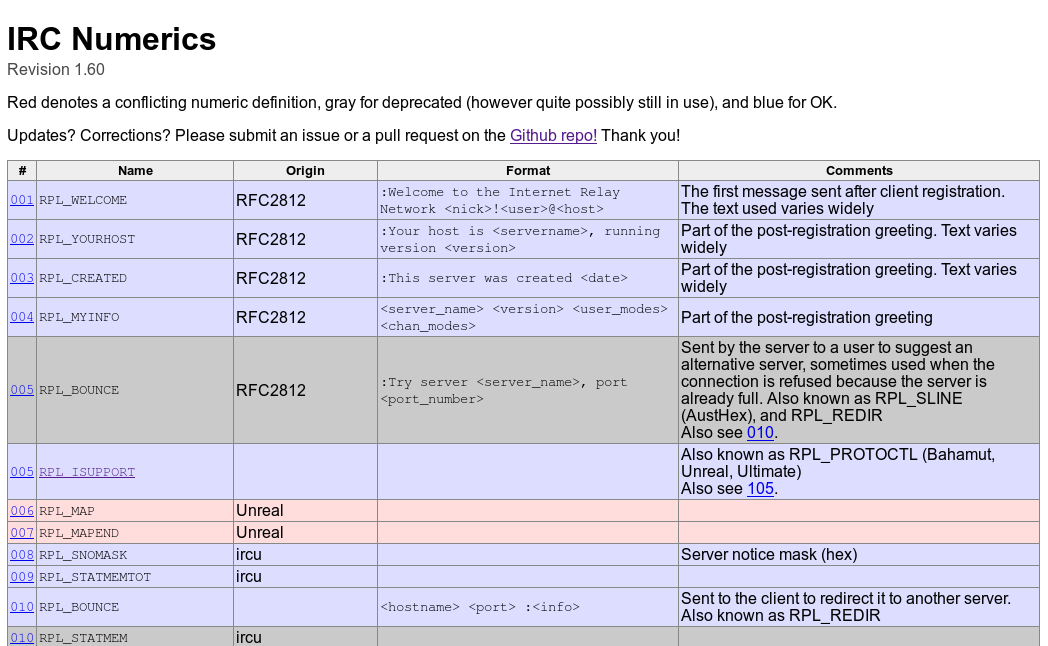 IRC Numerics
Revision 1.60
Red denotes a conflicting numeric definition, gray for deprecated (however quite possibly still in use), and blue for OK.
Updates? Corrections? Please submit an issue or a pull request on the Github repo! Thank you!
# Name Origin Format Comments
001 RPL_WELCOME RFC2812 :Welcome to the Internet Relay Network <nick>!<user>@<host> The first message sent after client registration. The text used varies widely
002 RPL_YOURHOST RFC2812 :Your host is <servername>, running version <version> Part of the post-registration greeting. Text varies widely
003 RPL_CREATED RFC2812 :This server was created <date> Part of the post-registration greeting. Text varies widely
004 RPL_MYINFO RFC2812 <server_name> <version> <user_modes> <chan_modes> Part of the post-registration greeting
005 RPL_BOUNCE RFC2812 :Try server <server_name>, port <port_number> Sent by the server to a user to suggest an alternative server, sometimes used when the connection is refused because the server is already full. Also known as RPL_SLINE (AustHex), and RPL_REDIR
Also see 010.
005 RPL_ISUPPORT Also known as RPL_PROTOCTL (Bahamut, Unreal, Ultimate)
Also see 105.
006 RPL_MAP Unreal
007 RPL_MAPEND Unreal
008 RPL_SNOMASK ircu Server notice mask (hex)
009 RPL_STATMEMTOT ircu
010 RPL_BOUNCE <hostname> <port> :<info> Sent to the client to redirect it to another server. Also known as RPL_REDIR
010 RPL_STATMEM ircu